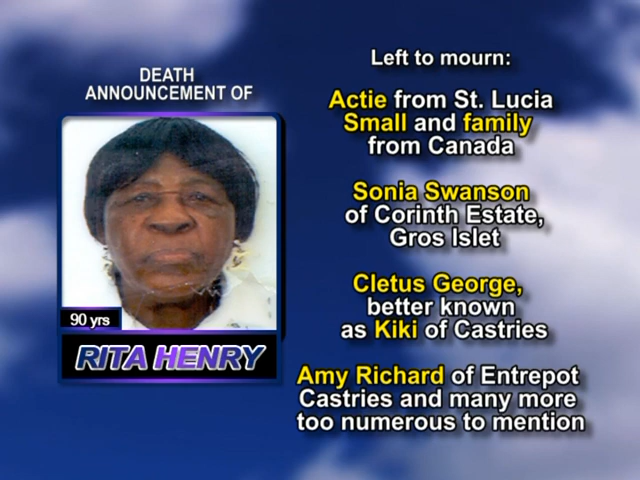 DEATH
ANNOUNCEMENT OF
90 yrs
RITA HENRY
Left to mourn:
Actie from St. Lucia
Small and family
from Canada
Sonia Swanson
of Corinth Estate,
Gros Islet
Cletus George,
better known
as Kiki of Castries
Amy Richard of Entrepot
Castries and many more
too numerous to mention